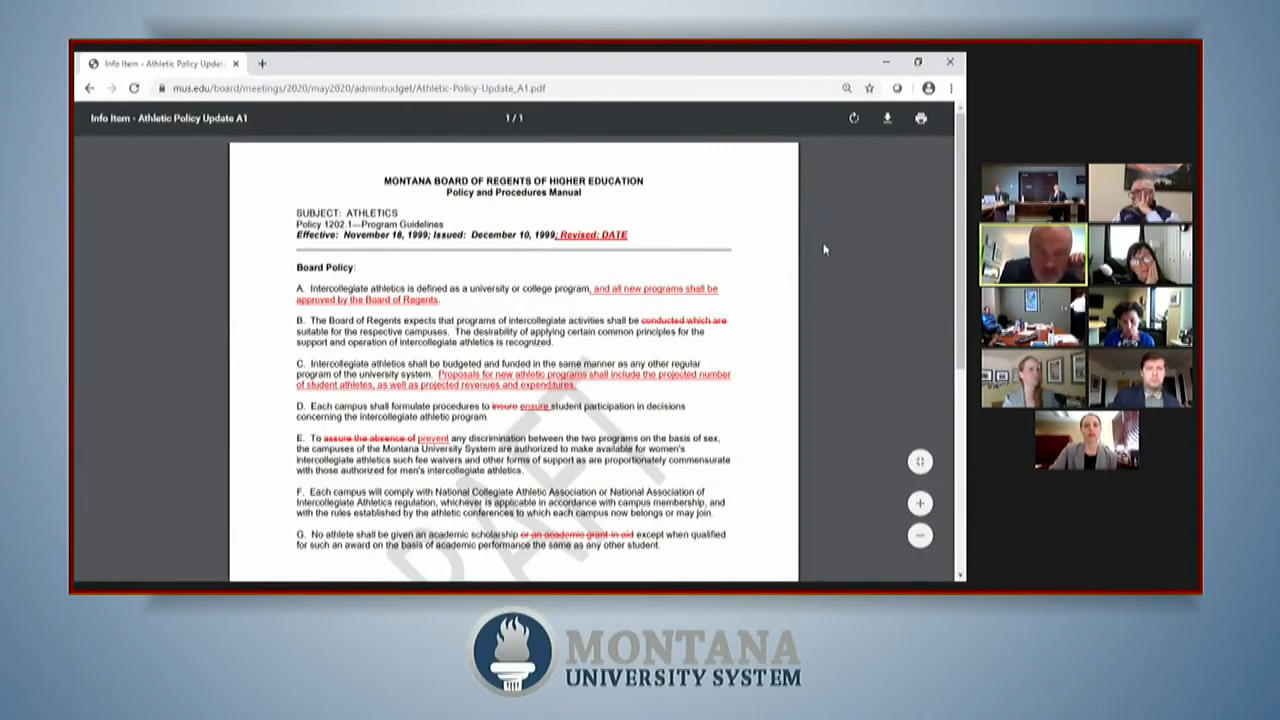 Info Item - Athletic Policy Updat
mus.edu/board/meetings/2020/may2020/adminbudget/Athletic-Policy-Update_A1.pdf
Info Item - Athletic Policy Update A1
1 / 1
MONTANA BOARD OF REGENTS OF HIGHER EDUCATION
Policy and Procedures Manual
SUBJECT: ATHLETICS
Policy 1202.1—Program Guidelines
Effective: November 18, 1999; Issued: December 10, 1999; Revised: DATE
Board Policy:
A. Intercollegiate athletics is defined as a university or college program, and all new programs shall be
approved by the Board of Regents.
B. The Board of Regents expects that programs of intercollegiate activities shall be conducted which are
suitable for the respective campuses. The desirability of applying certain common principles for the
support and operation of intercollegiate athletics is recognized.
C. Intercollegiate athletics shall be budgeted and funded in the same manner as any other regular
program of the university system. Proposals for new athletic programs shall include the projected number
of student athletes, as well as projected revenues and expenditures.
D. Each campus shall formulate procedures to insure ensure student participation in decisions
concerning the intercollegiate athletic program.
E. To assure the absence of prevent any discrimination between the two programs on the basis of sex,
the campuses of the Montana University System are authorized to make available for women's
intercollegiate athletics such fee waivers and other forms of support as are proportionately commensurate
with those authorized for men's intercollegiate athletics.
F. Each campus will comply with National Collegiate Athletic Association or National Association of
Intercollegiate Athletics regulation, whichever is applicable in accordance with campus membership, and
with the rules established by the athletic conferences to which each campus now belongs or may join.
G. No athlete shall be given an academic scholarship or an academic grant-in-aid except when qualified
for such an award on the basis of academic performance the same as any other student.
DRAFT
MONTANA
UNIVERSITY SYSTEM